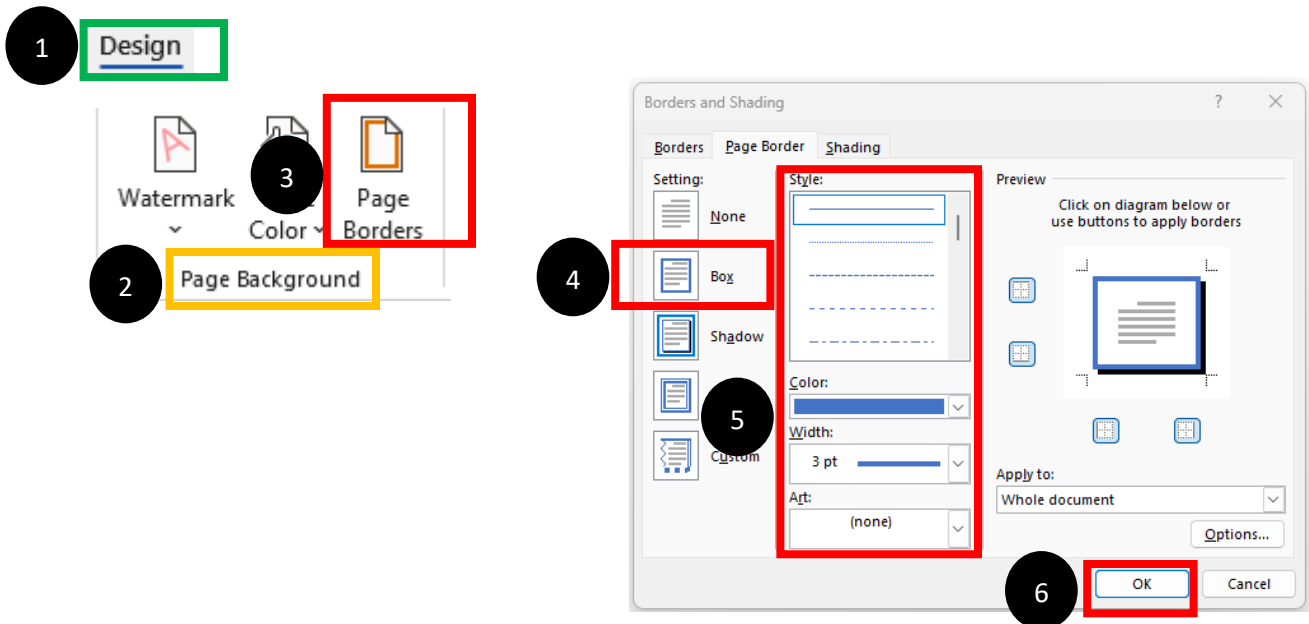 1
Design
Watermark
3
Color
Page
Borders
2
Page Background
Borders and Shading
?
Borders
Page Border
Shading
Setting:
None
4
Box
Shadow
5
Custom
Style:
Color:
Width:
3 pt
Art:
(none)
Preview
Click on diagram below or
use buttons to apply borders
Apply to:
Whole document
Options...
6
OK
Cancel